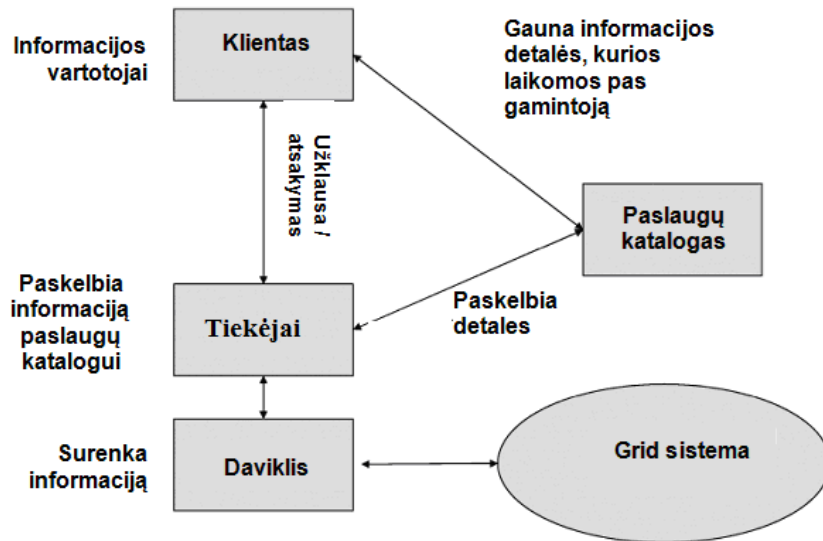 Informacijos
vartotojai
Klientas
Gauna informacijos
detalės, kurios
laikomos pas
gamintoją
Užklausa /
atsakymas
Paslaugų
katalogas
Paskelbia
informaciją
paslaugų
katalogui
Tiekėjai
Paskelbia
detales
Surenka
informaciją
Daviklis
Grid sistema